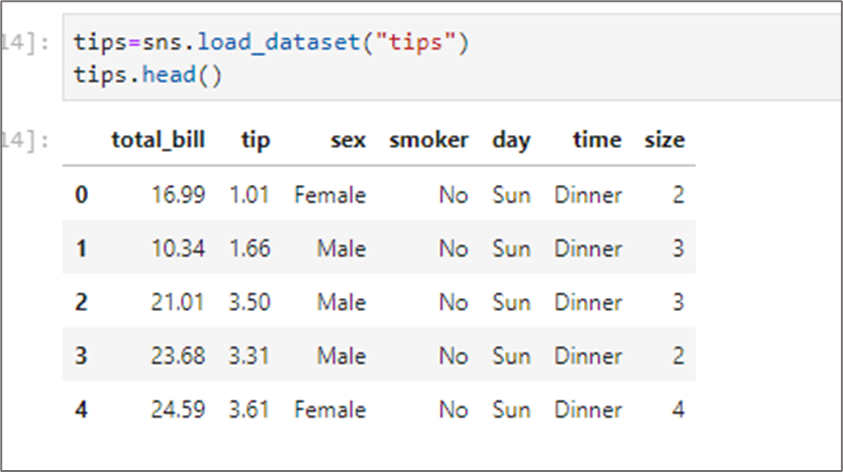 14]: tips=sns.load_dataset("tips")
tips.head()
14]: total_bill tip sex smoker day time size
0 16.99 1.01 Female No Sun Dinner 2
1 10.34 1.66 Male No Sun Dinner 3
2 21.01 3.50 Male No Sun Dinner 3
3 23.68 3.31 Male No Sun Dinner 2
4 24.59 3.61 Female No Sun Dinner 4